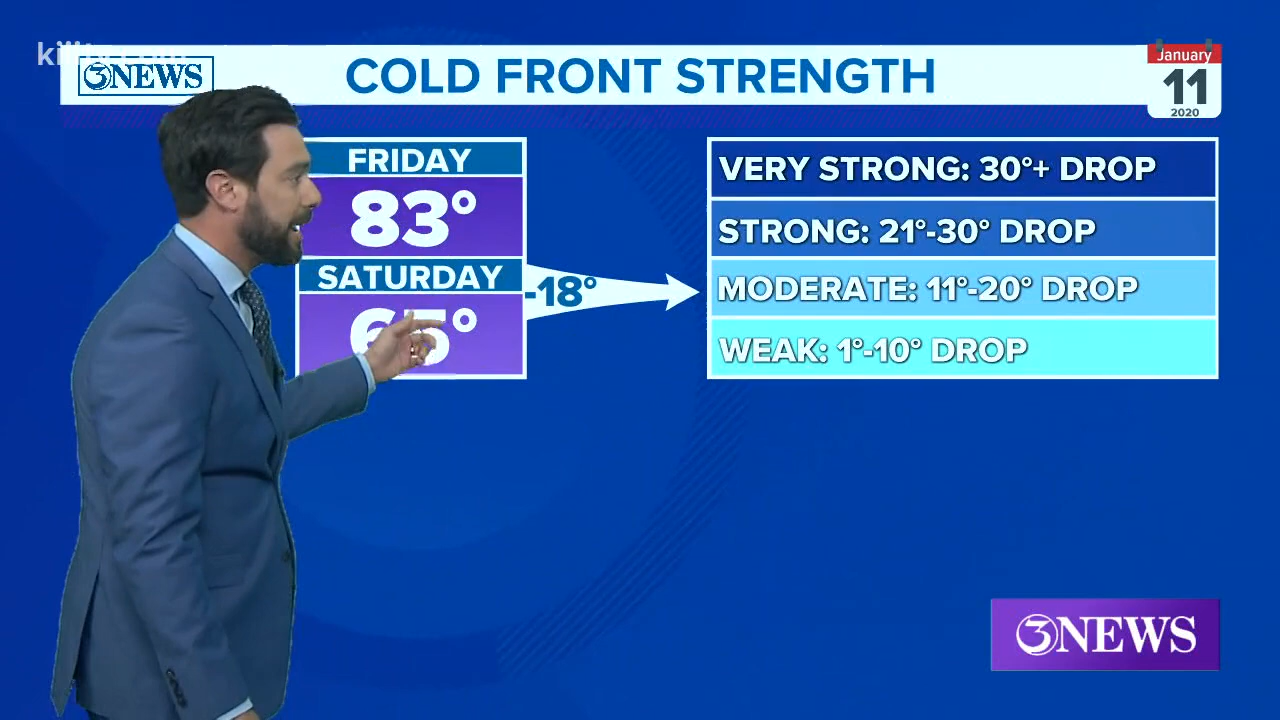 3NEWS
COLD FRONT STRENGTH
January
11
2020
FRIDAY
83°
SATURDAY
65°
-18°
VERY STRONG: 30°+ DROP
STRONG: 21°-30° DROP
MODERATE: 11°-20° DROP
WEAK: 1°-10° DROP
3NEWS